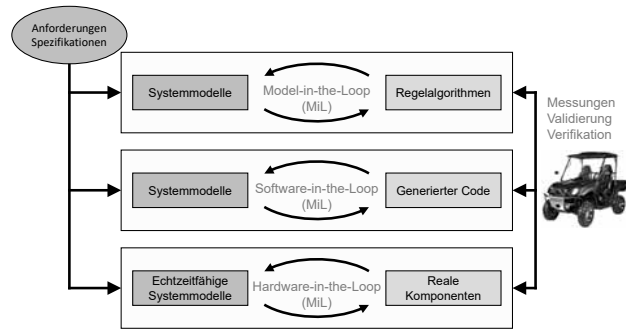 Anforderungen
Spezifikationen
Systemmodelle
Model-in-the-Loop
(MiL)
Regelalgorithmen
Messungen
Validierung
Verifikation
Systemmodelle
Software-in-the-Loop
(MiL)
Generierter Code
Echtzeitfähige
Systemmodelle
Hardware-in-the-Loop
(MiL)
Reale
Komponenten